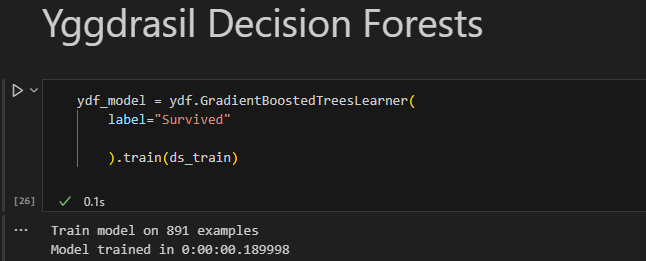 Yggdrasil Decision Forests
ydf_model = ydf.GradientBoostedTreesLearner(
label="Survived"
).train(ds_train)
[26]
0.1s
...
Train model on 891 examples
Model trained in 0:00:00.189998